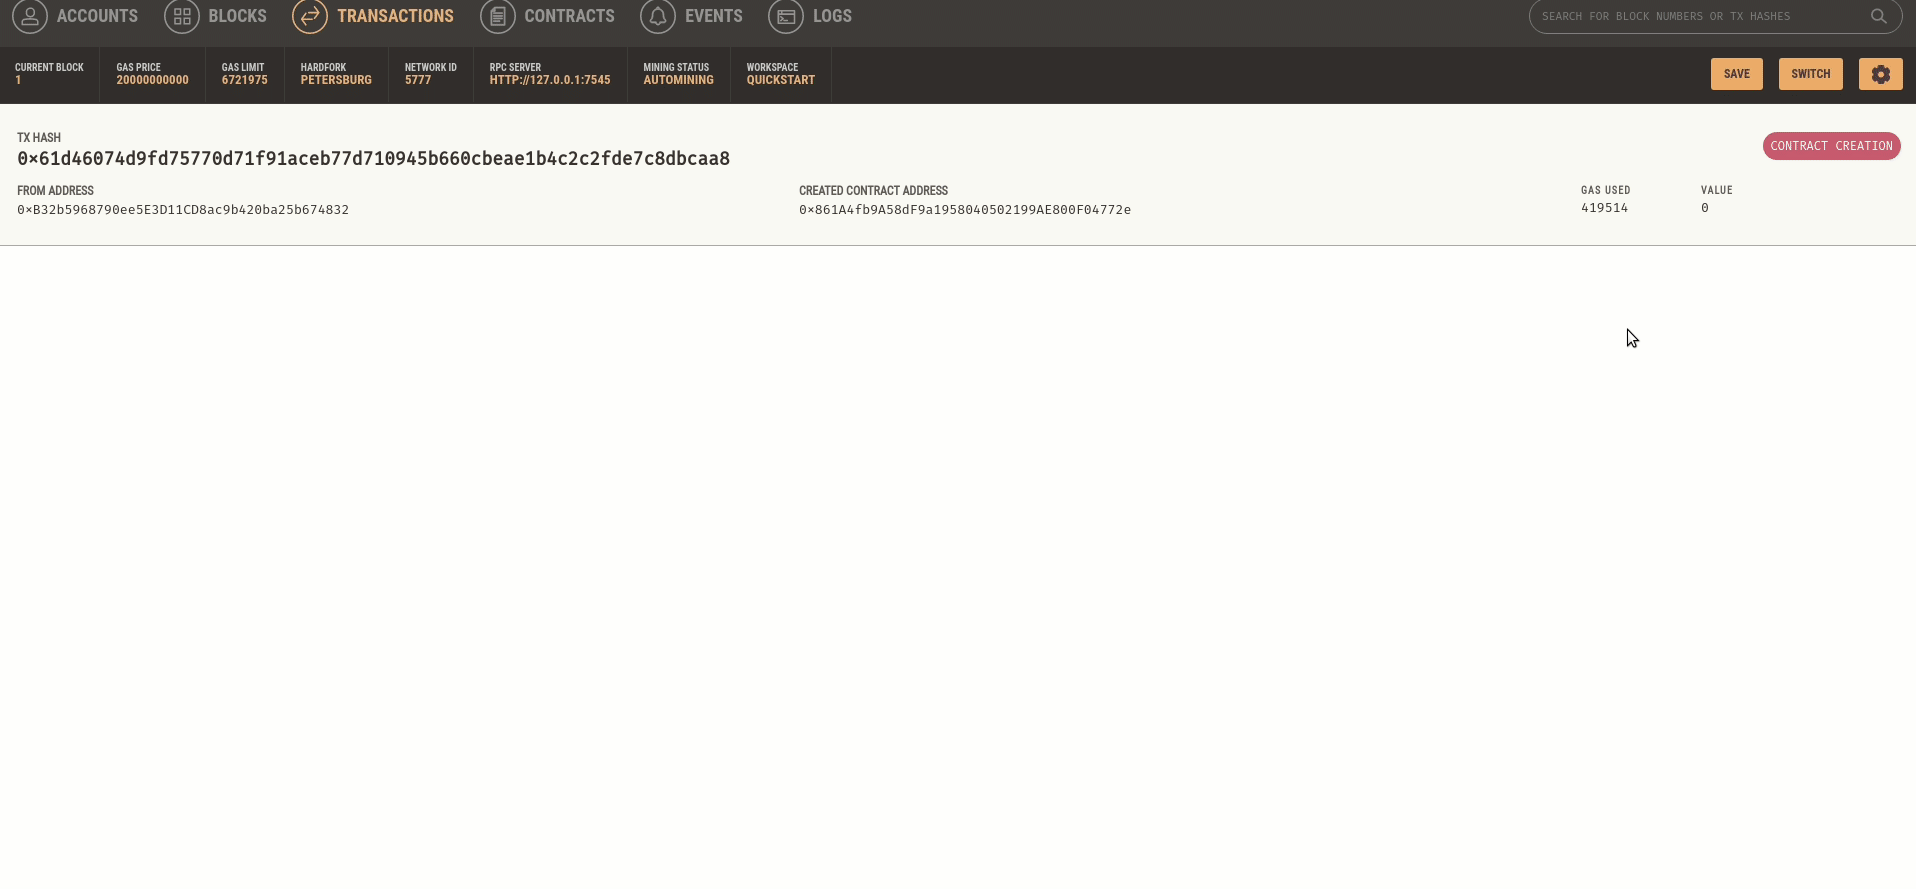 ACCOUNTS BLOCKS TRANSACTIONS CONTRACTS EVENTS LOGS SEARCH FOR BLOCK NUMBERS OR TX HASHES
CURRENT BLOCK GAS PRICE GAS LIMIT HARDFORK NETWORK ID RPC SERVER MINING STATUS WORKSPACE
1 20000000000 6721975 PETERSBURG 5777 HTTP://127.0.0.1:7545 AUTOMINING QUICKSTART
SAVE SWITCH
TX HASH
0×61d46074d9fd75770d71f91aceb77d710945b660cbeae1b4c2c2fde7c8dbcaa8
CONTRACT CREATION
FROM ADDRESS CREATED CONTRACT ADDRESS GAS USED VALUE
0×B32b5968790ee5E3D11CD8ac9b420ba25b674832 0×861A4fb9A58dF9a1958040502199AE800F04772e 419514 0